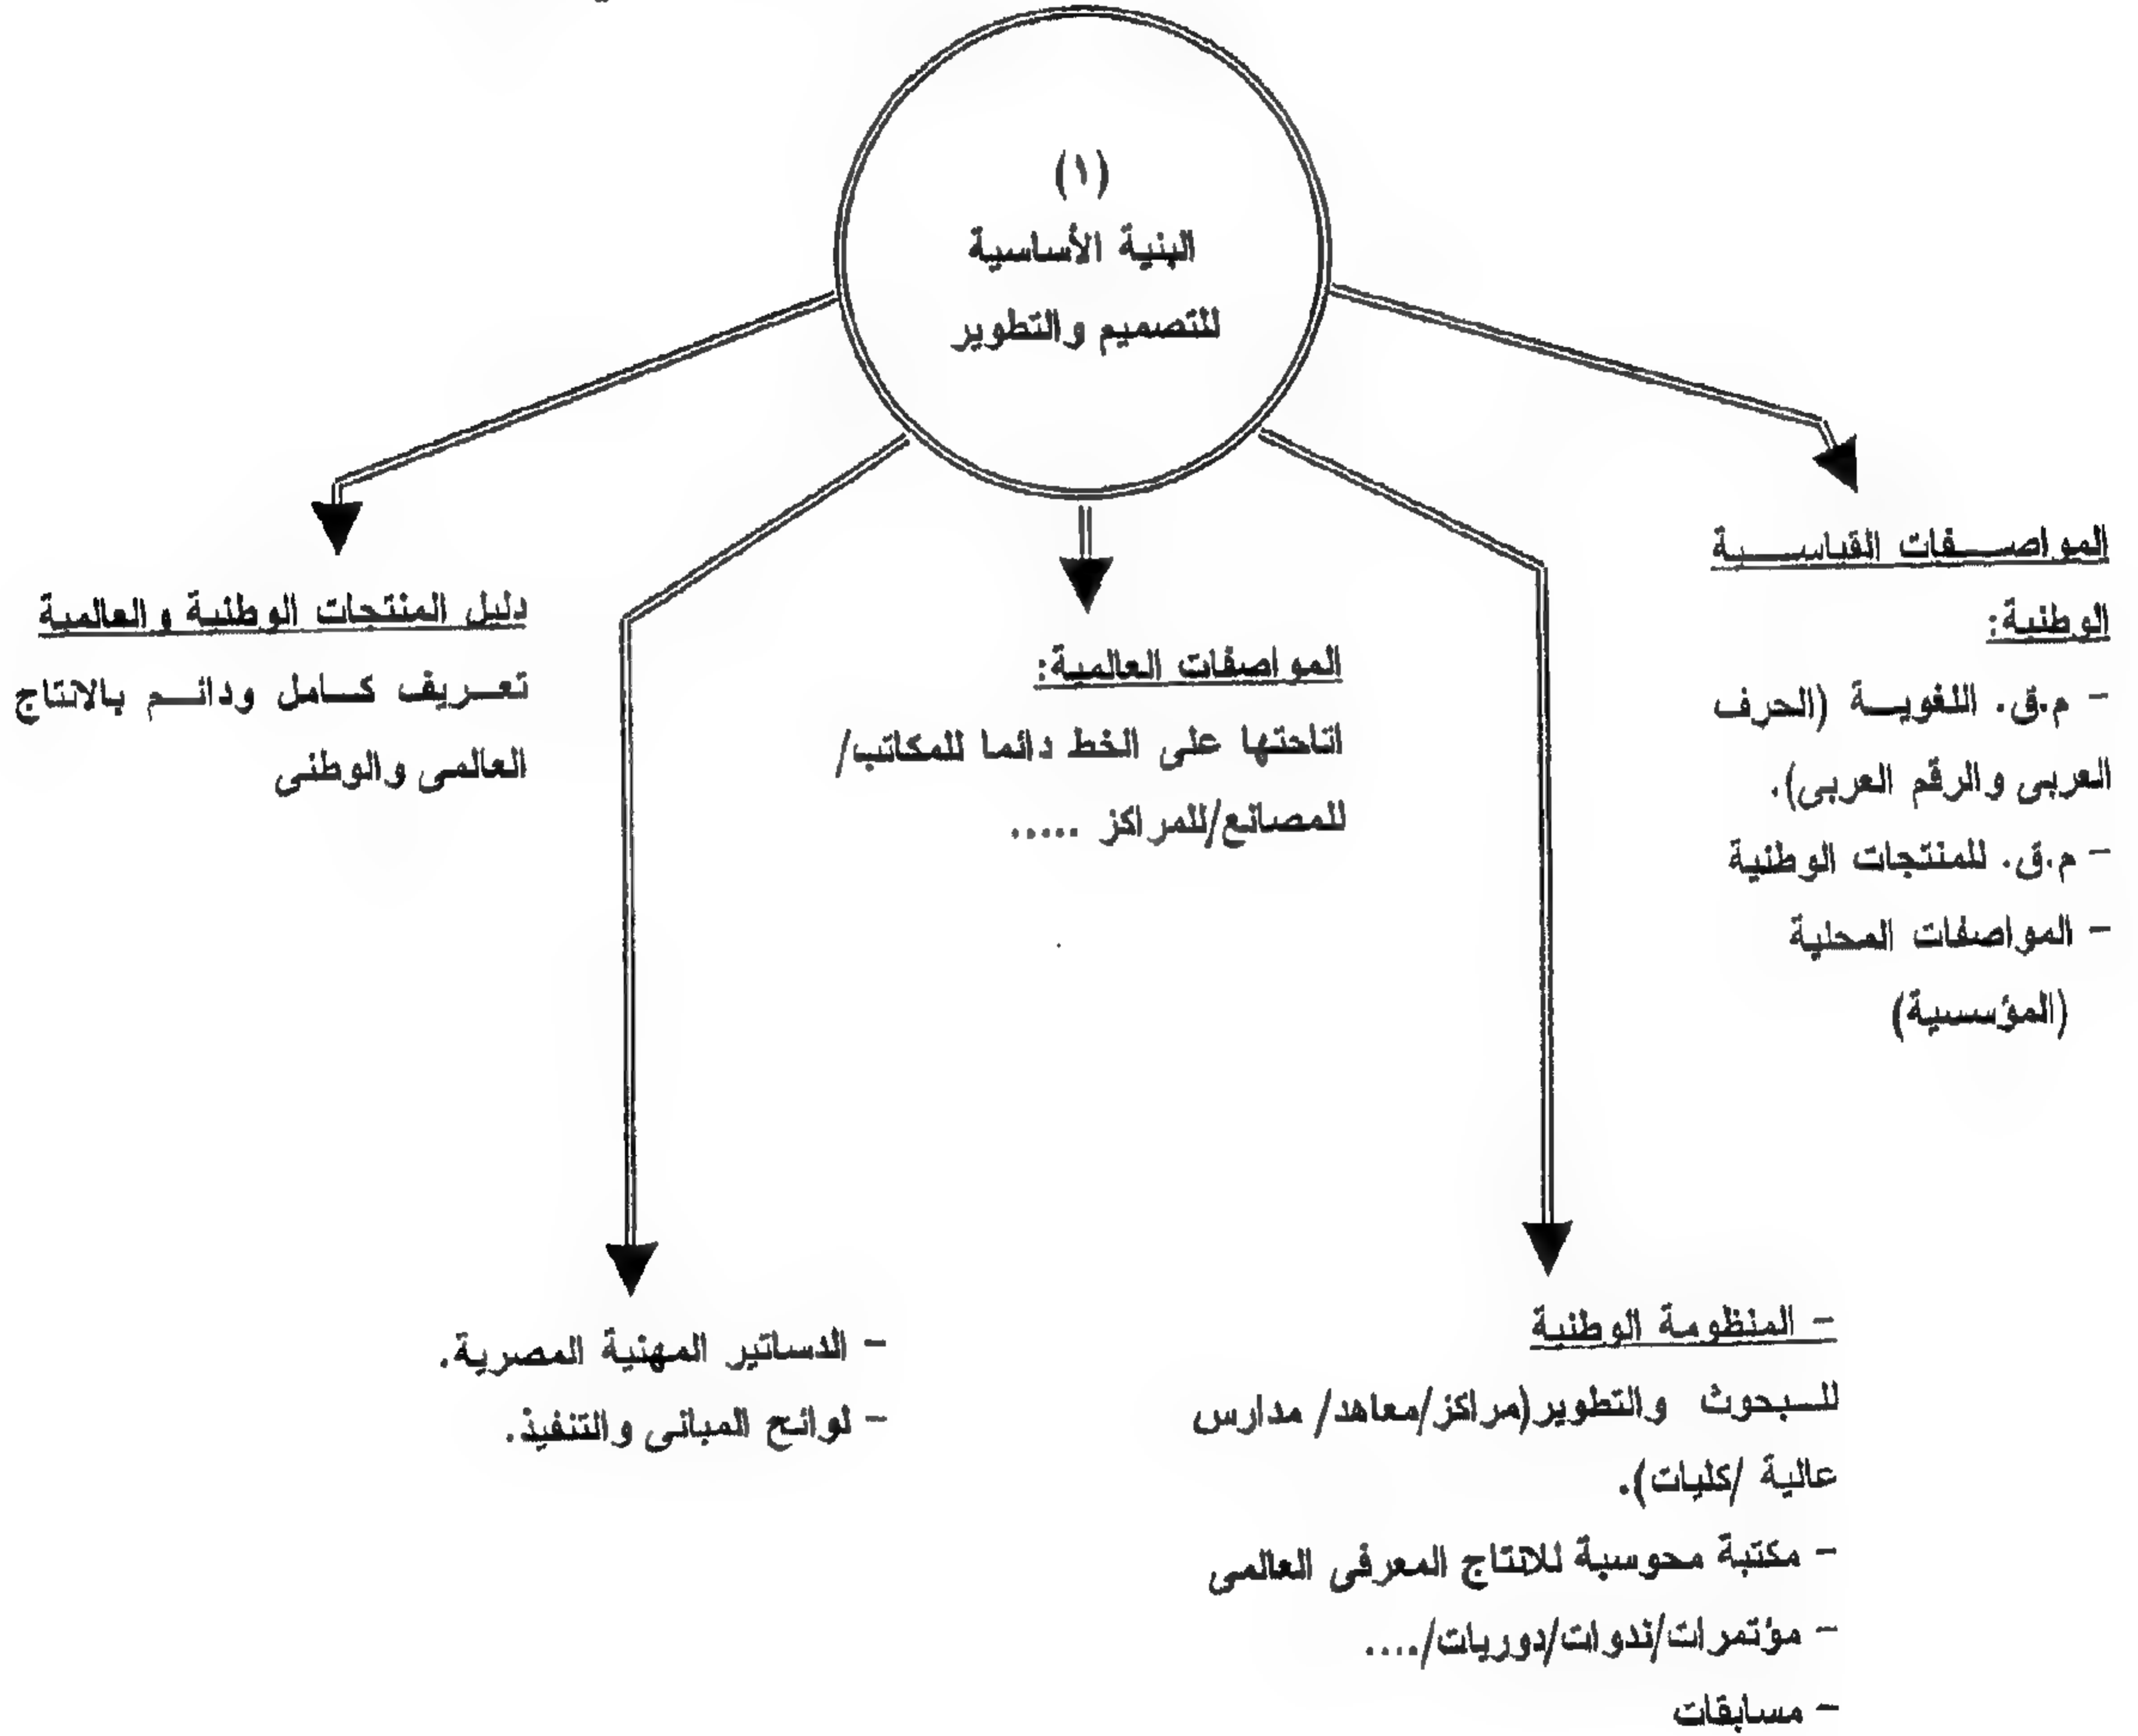 (١)
البنية الأساسية
للتصميم والتطوير
المواصفات القياسية
الوطنية:
- م.ق. اللغوية (الحرف
العربى والرقم العربى).
- م.ق. للمنتجات الوطنية
- المواصفات المحلية
(المؤسسية)
- المنظومة الوطنية
للبحوث والتطوير(مراكز/معاهد/ مدارس
عالية /كليات).
- مكتبة محوسبة للانتاج المعرفى العالمى
- مؤتمرات/ندوات/دوريات/....
- مسابقات
المواصفات العالمية:
اتاحتها على الخط دائما للمكاتب/
للمصانع/للمراكز .....
- الدساتير المهنية المصرية.
- لوائح المبانى والتنفيذ.
دليل المنتجات الوطنية والعالمية
تعريف كامل ودائم بالانتاج
العالمى والوطنى